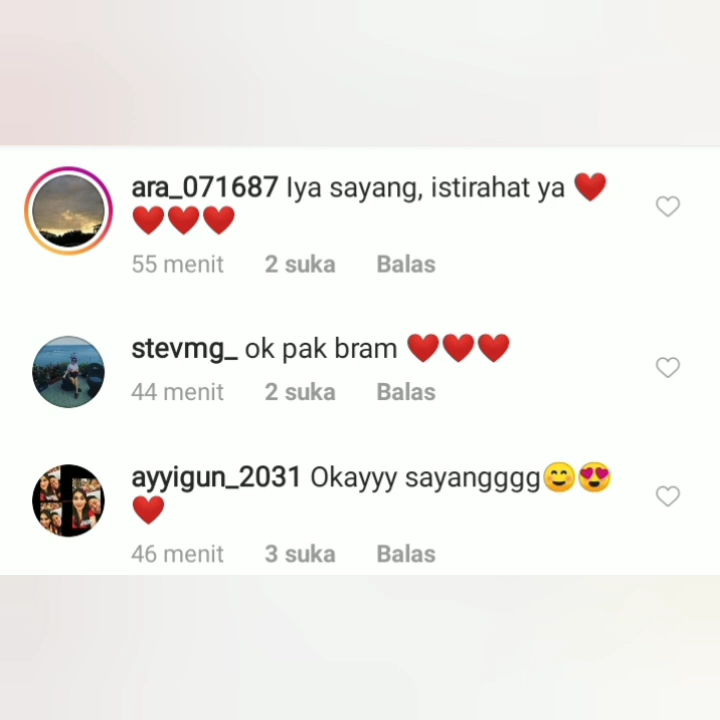 ara_071687 Iya sayang, istirahat ya ❤️
❤️❤️❤️
55 menit 2 suka Balas
stevmg_ ok pak bram ❤️❤️❤️
44 menit 2 suka Balas
ayyigun_2031 Okayyy sayangggg😊😍
❤️
46 menit 3 suka Balas